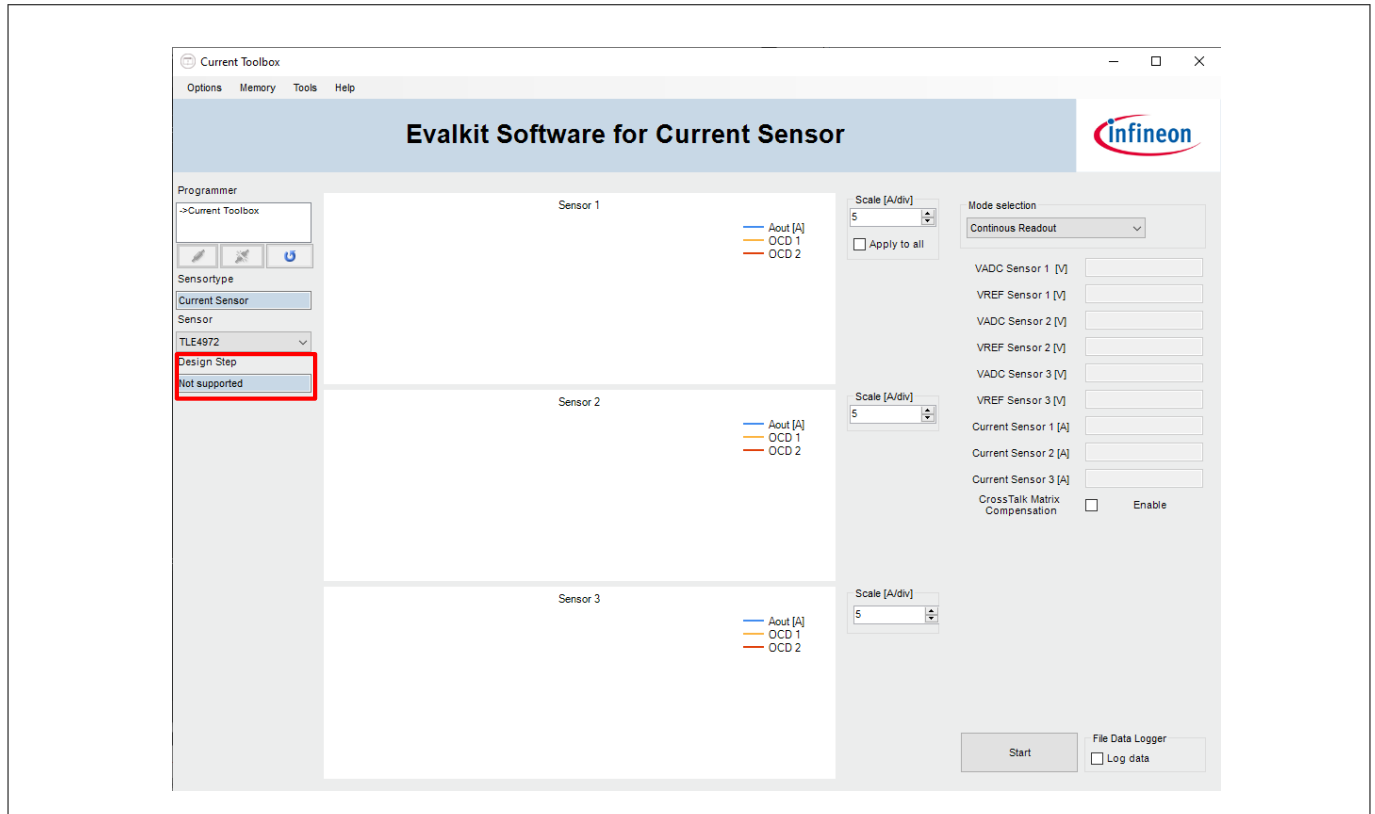 Current Toolbox
Options Memory Tools Help
Evalkit Software for Current Sensor
infineon
Programmer
->Current Toolbox
Sensortype
Current Sensor
Sensor
TLE4972
Design Step
Not supported
Sensor 1
Aout [A]
OCD 1
OCD 2
Scale [A/div]
5
Apply to all
Sensor 2
Aout [A]
OCD 1
OCD 2
Scale [A/div]
5
Sensor 3
Aout [A]
OCD 1
OCD 2
Scale [A/div]
5
Mode selection
Continous Readout
VADC Sensor 1 [V]
VREF Sensor 1 [V]
VADC Sensor 2 [V]
VREF Sensor 2 [V]
VADC Sensor 3 [V]
VREF Sensor 3 [V]
Current Sensor 1 [A]
Current Sensor 2 [A]
Current Sensor 3 [A]
CrossTalk Matrix
Compensation
Enable
Start
File Data Logger
Log data